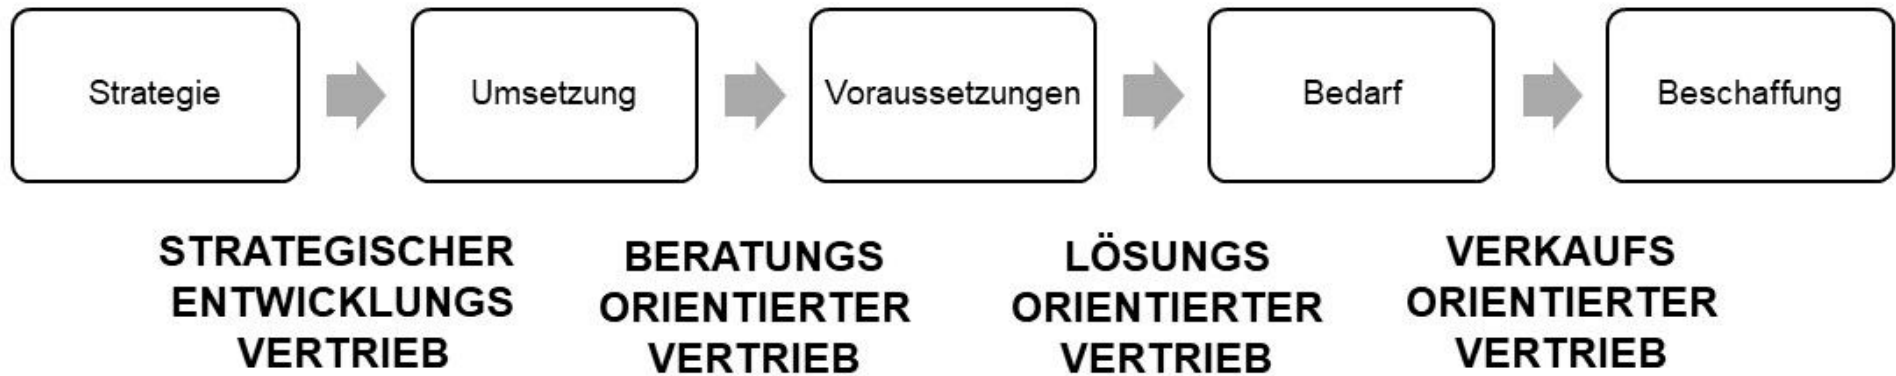 Strategie
Umsetzung
Voraussetzungen
Bedarf
Beschaffung
STRATEGISCHER
ENTWICKLUNGS
VERTRIEB
BERATUNGS
ORIENTIERTER
VERTRIEB
LÖSUNGS
ORIENTIERTER
VERTRIEB
VERKAUFS
ORIENTIERTER
VERTRIEB